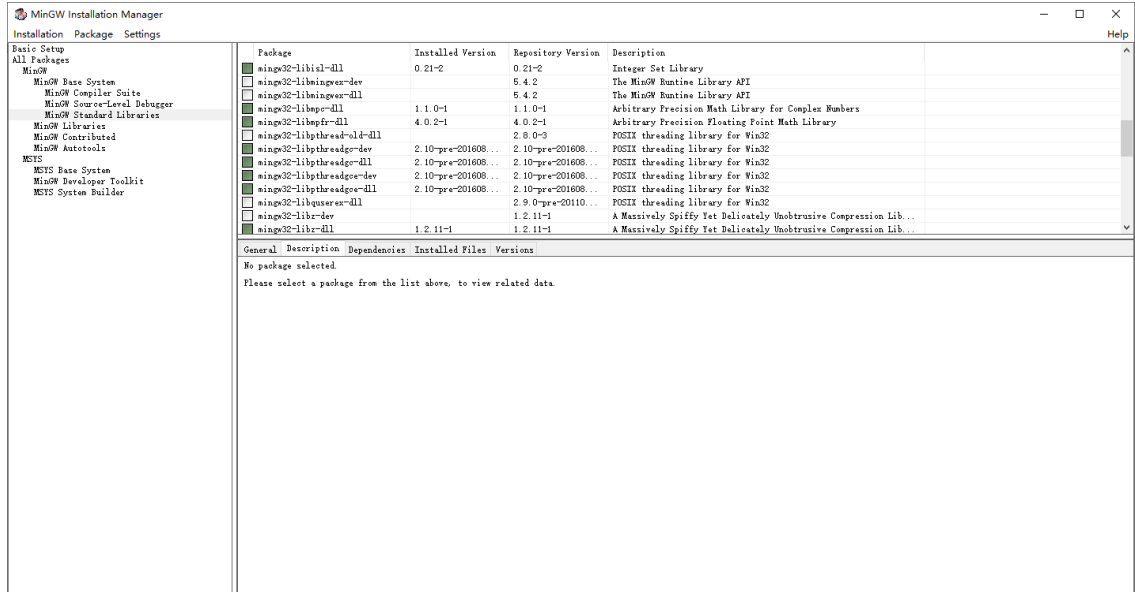 MinGW Installation Manager
Installation Package Settings Help
Basic Setup
All Packages
MinGW
MinGW Base System
MinGW Compiler Suite
MinGW Source-Level Debugger
MinGW Standard Libraries
MinGW Libraries
MinGW Contributed
MinGW Autotools
MSYS
MSYS Base System
MinGW Developer Toolkit
MSYS System Builder
Package Installed Version Repository Version Description
mingw32-libisl-dll 0.21-2 0.21-2 Integer Set Library
mingw32-libmingwex-dev 5.4.2 The MinGW Runtime Library API
mingw32-libmingwex-dll 5.4.2 The MinGW Runtime Library API
mingw32-libmpc-dll 1.1.0-1 1.1.0-1 Arbitrary Precision Math Library for Complex Numbers
mingw32-libmpfr-dll 4.0.2-1 4.0.2-1 Arbitrary Precision Floating Point Math Library
mingw32-libpthread-old-dll 2.8.0-3 POSIX threading library for Win32
mingw32-libpthreadgc-dev 2.10-pre-201608... 2.10-pre-201608... POSIX threading library for Win32
mingw32-libpthreadgc-dll 2.10-pre-201608... 2.10-pre-201608... POSIX threading library for Win32
mingw32-libpthreadgce-dev 2.10-pre-201608... 2.10-pre-201608... POSIX threading library for Win32
mingw32-libpthreadgce-dll 2.10-pre-201608... 2.10-pre-201608... POSIX threading library for Win32
mingw32-libquserex-dll 2.9.0-pre-20110... POSIX threading library for Win32
mingw32-libz-dev 1.2.11-1 A Massively Spiffy Yet Delicately Unobtrusive Compression Lib...
mingw32-libz-dll 1.2.11-1 1.2.11-1 A Massively Spiffy Yet Delicately Unobtrusive Compression Lib...
General Description Dependencies Installed Files Versions
No package selected.
Please select a package from the list above, to view related data.